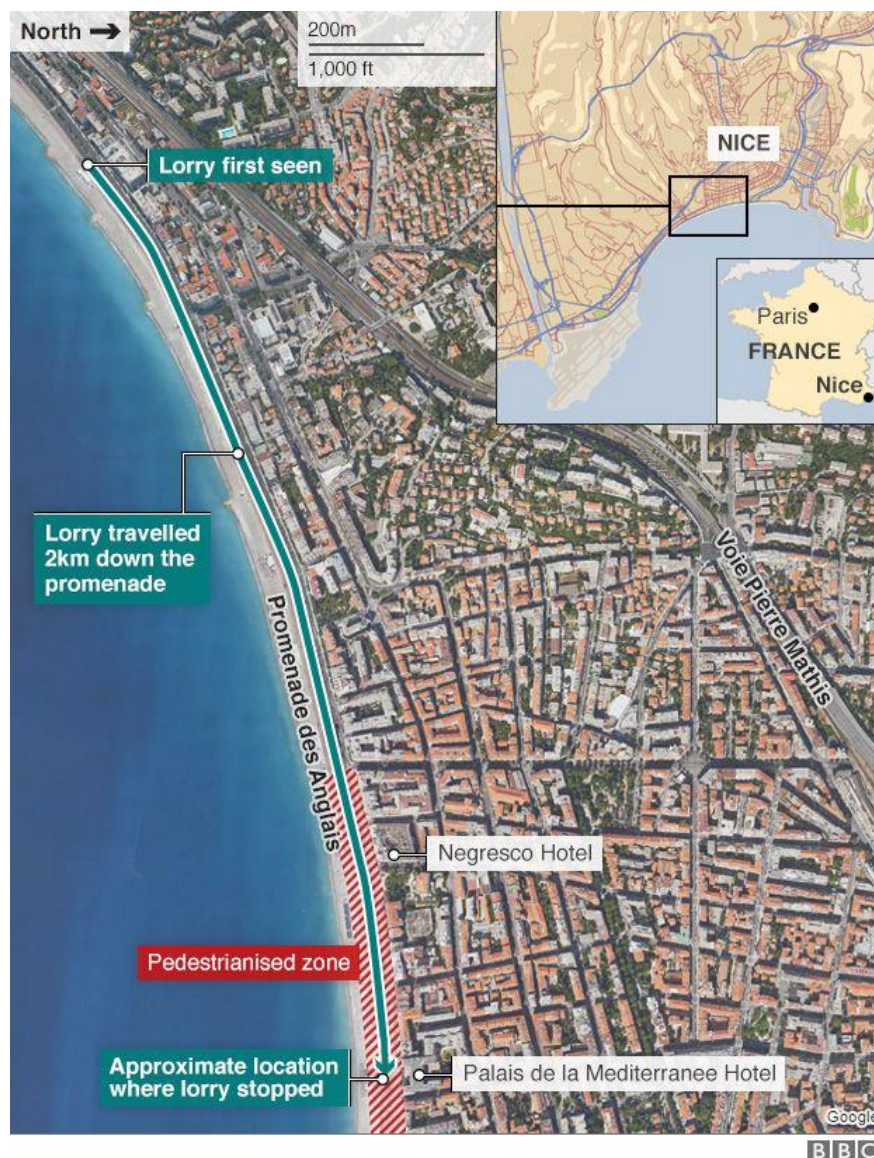 North
200m
1,000 ft
NICE
Paris
FRANCE
Nice
Lorry first seen
Lorry travelled
2km down the
promenade
Voie Pierre Mathis
Promenade des Anglais
Negresco Hotel
Pedestrianised zone
Approximate location
where lorry stopped
Palais de la Mediterranee Hotel
Google
BBC